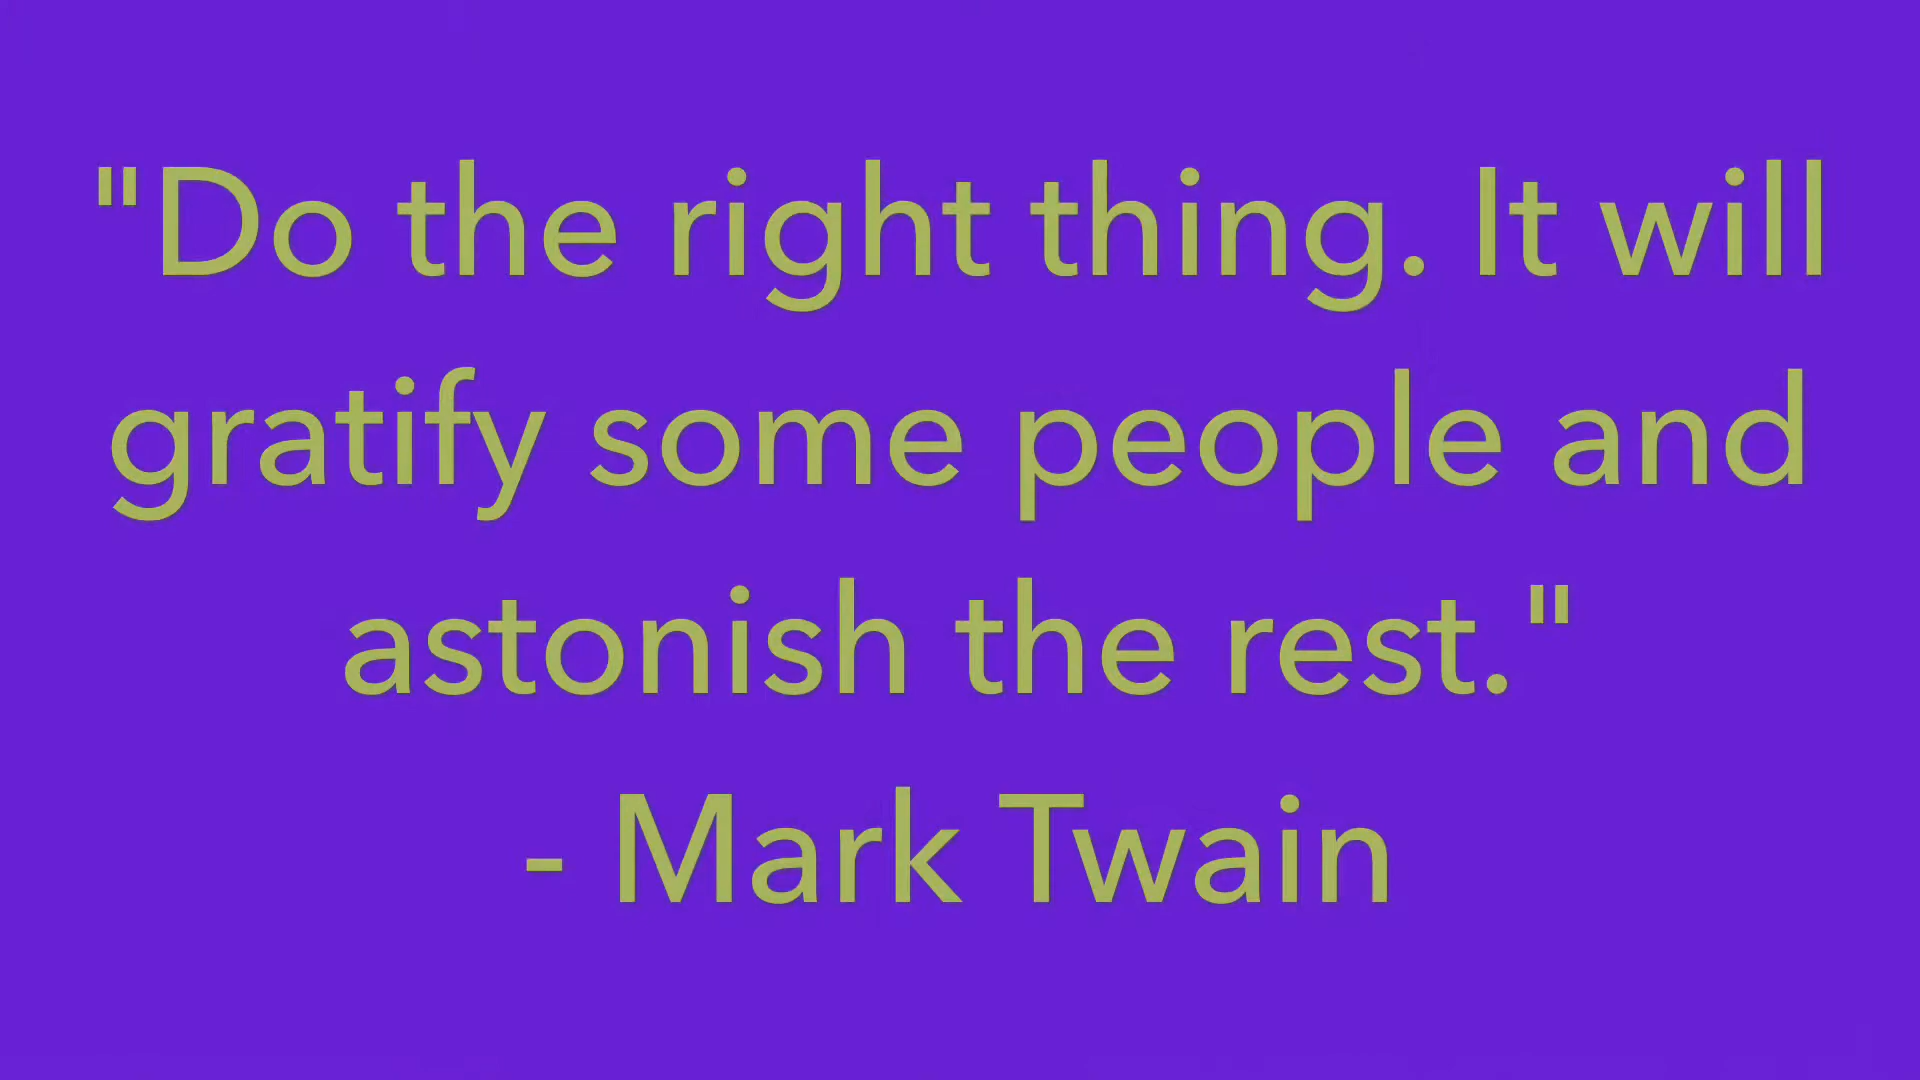 "Do the right thing. It will
gratify some people and
astonish the rest."
- Mark Twain